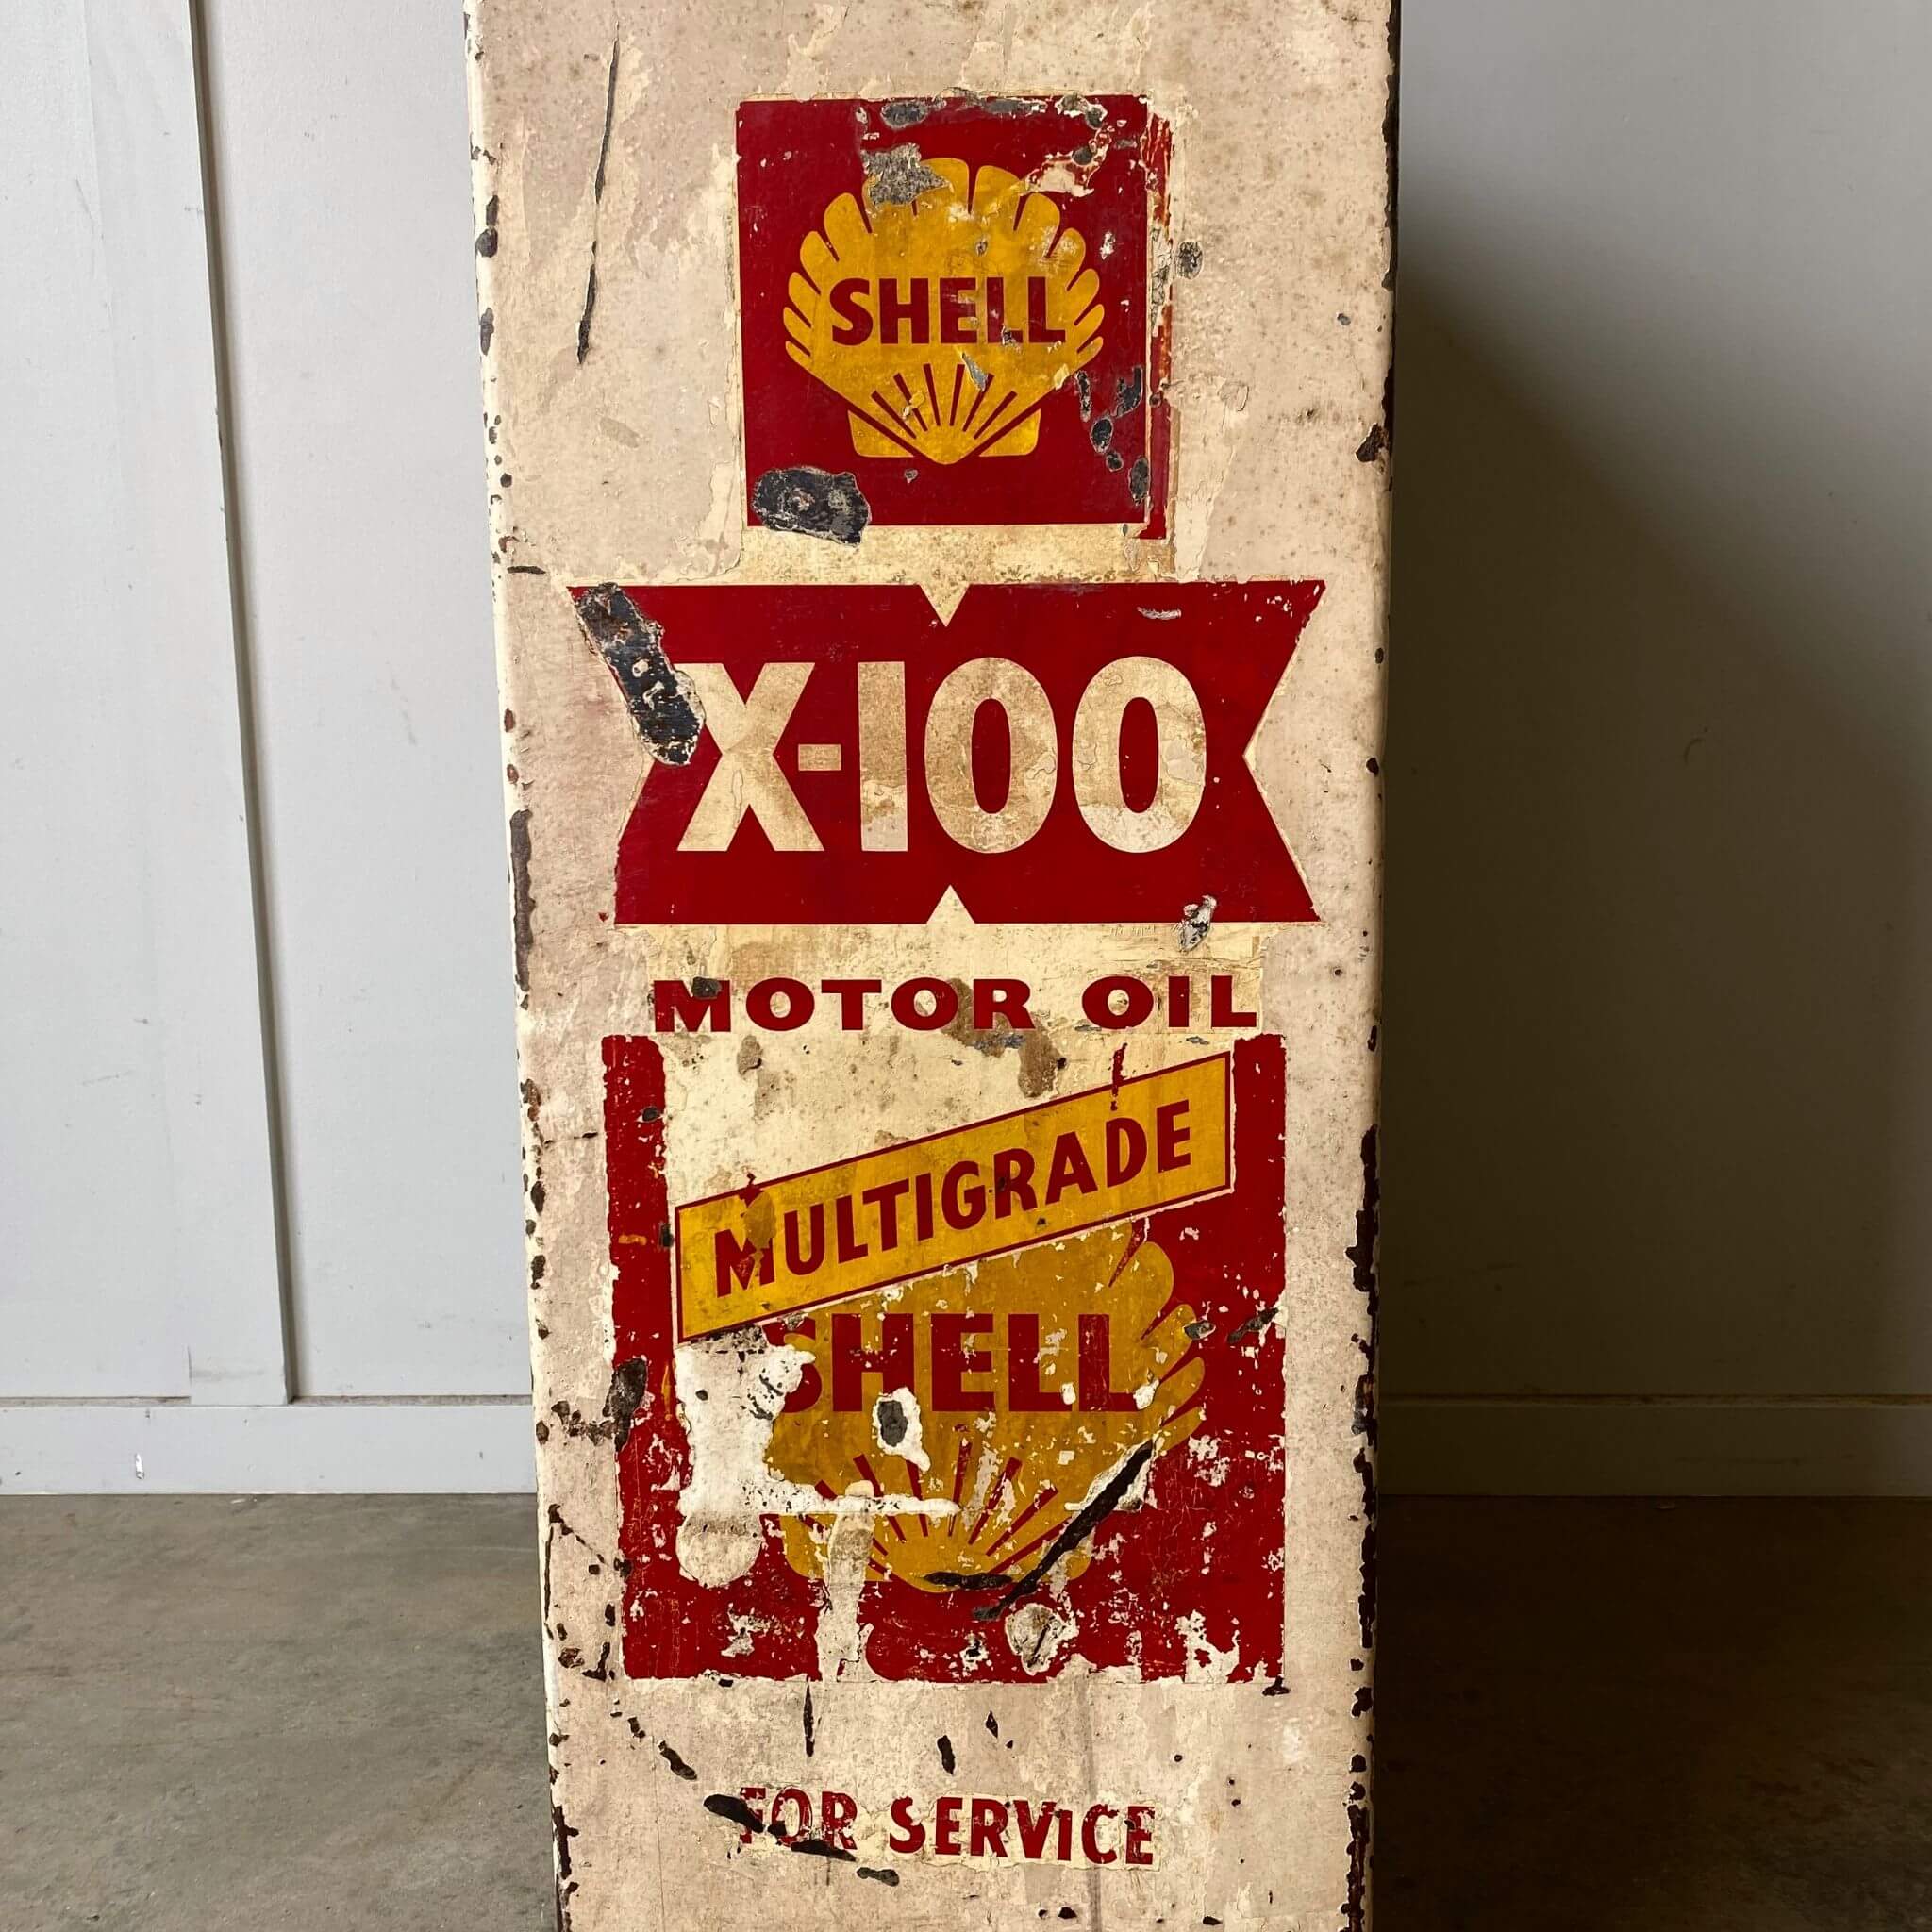 SHELL
X-100
MOTOR OIL
MULTIGRADE
SHELL
FOR SERVICE